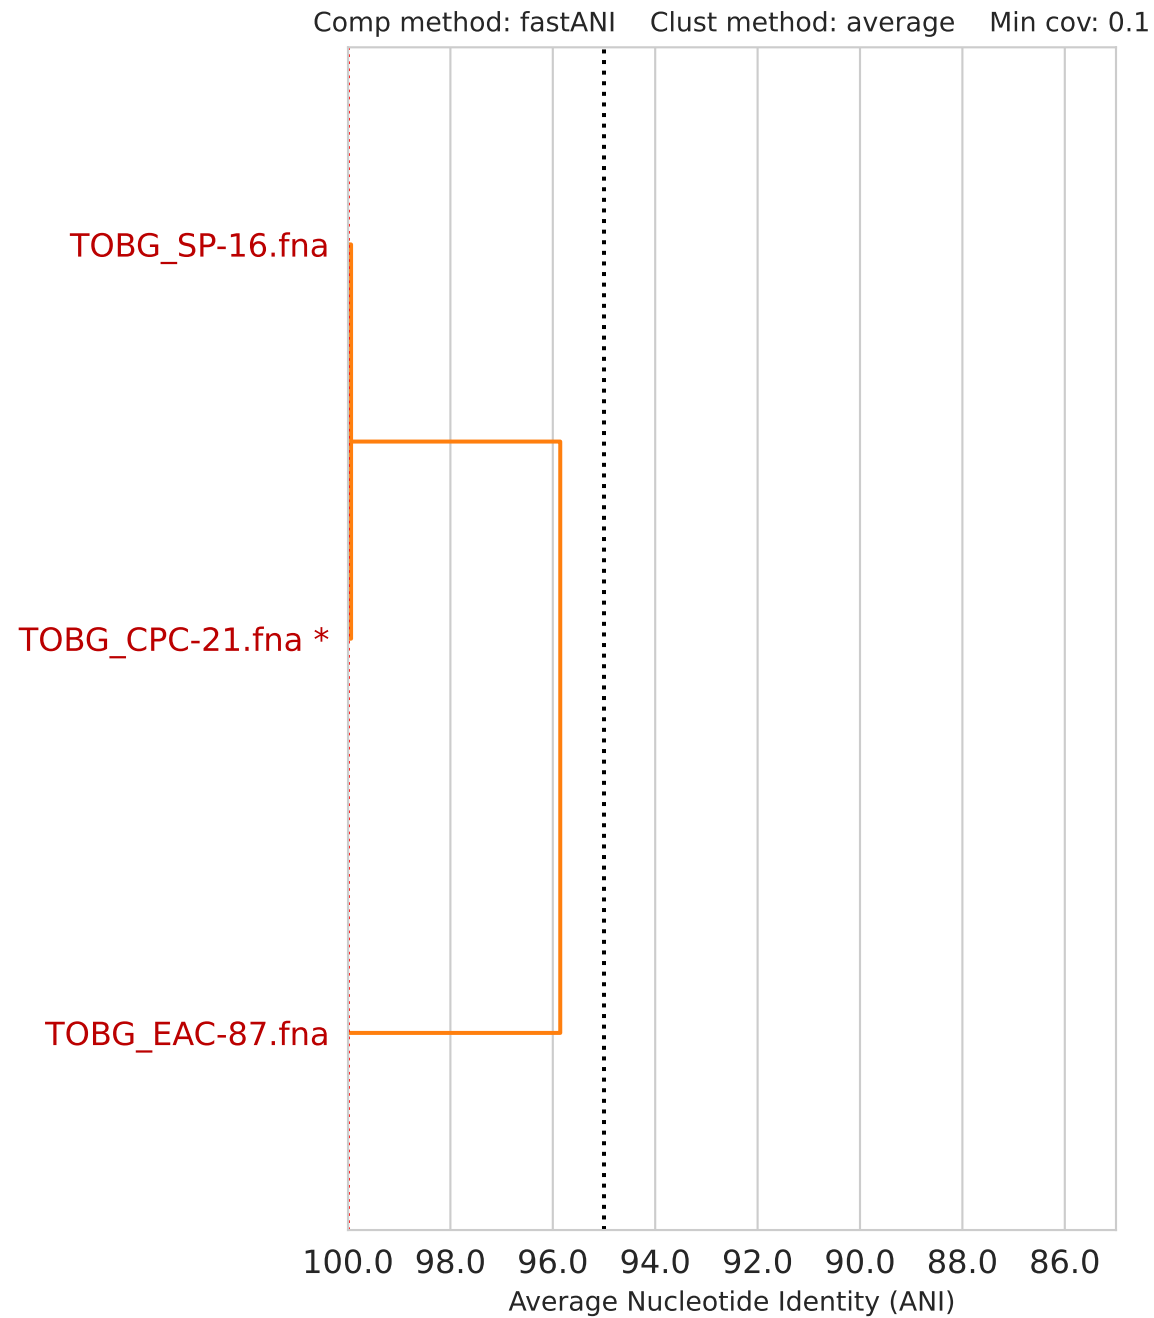 Comp method: fastANI    Clust method: average    Min cov: 0.1
TOBG_SP-16.fna
TOBG_CPC-21.fna *
TOBG_EAC-87.fna
100.0 98.0 96.0 94.0 92.0 90.0 88.0 86.0
Average Nucleotide Identity (ANI)